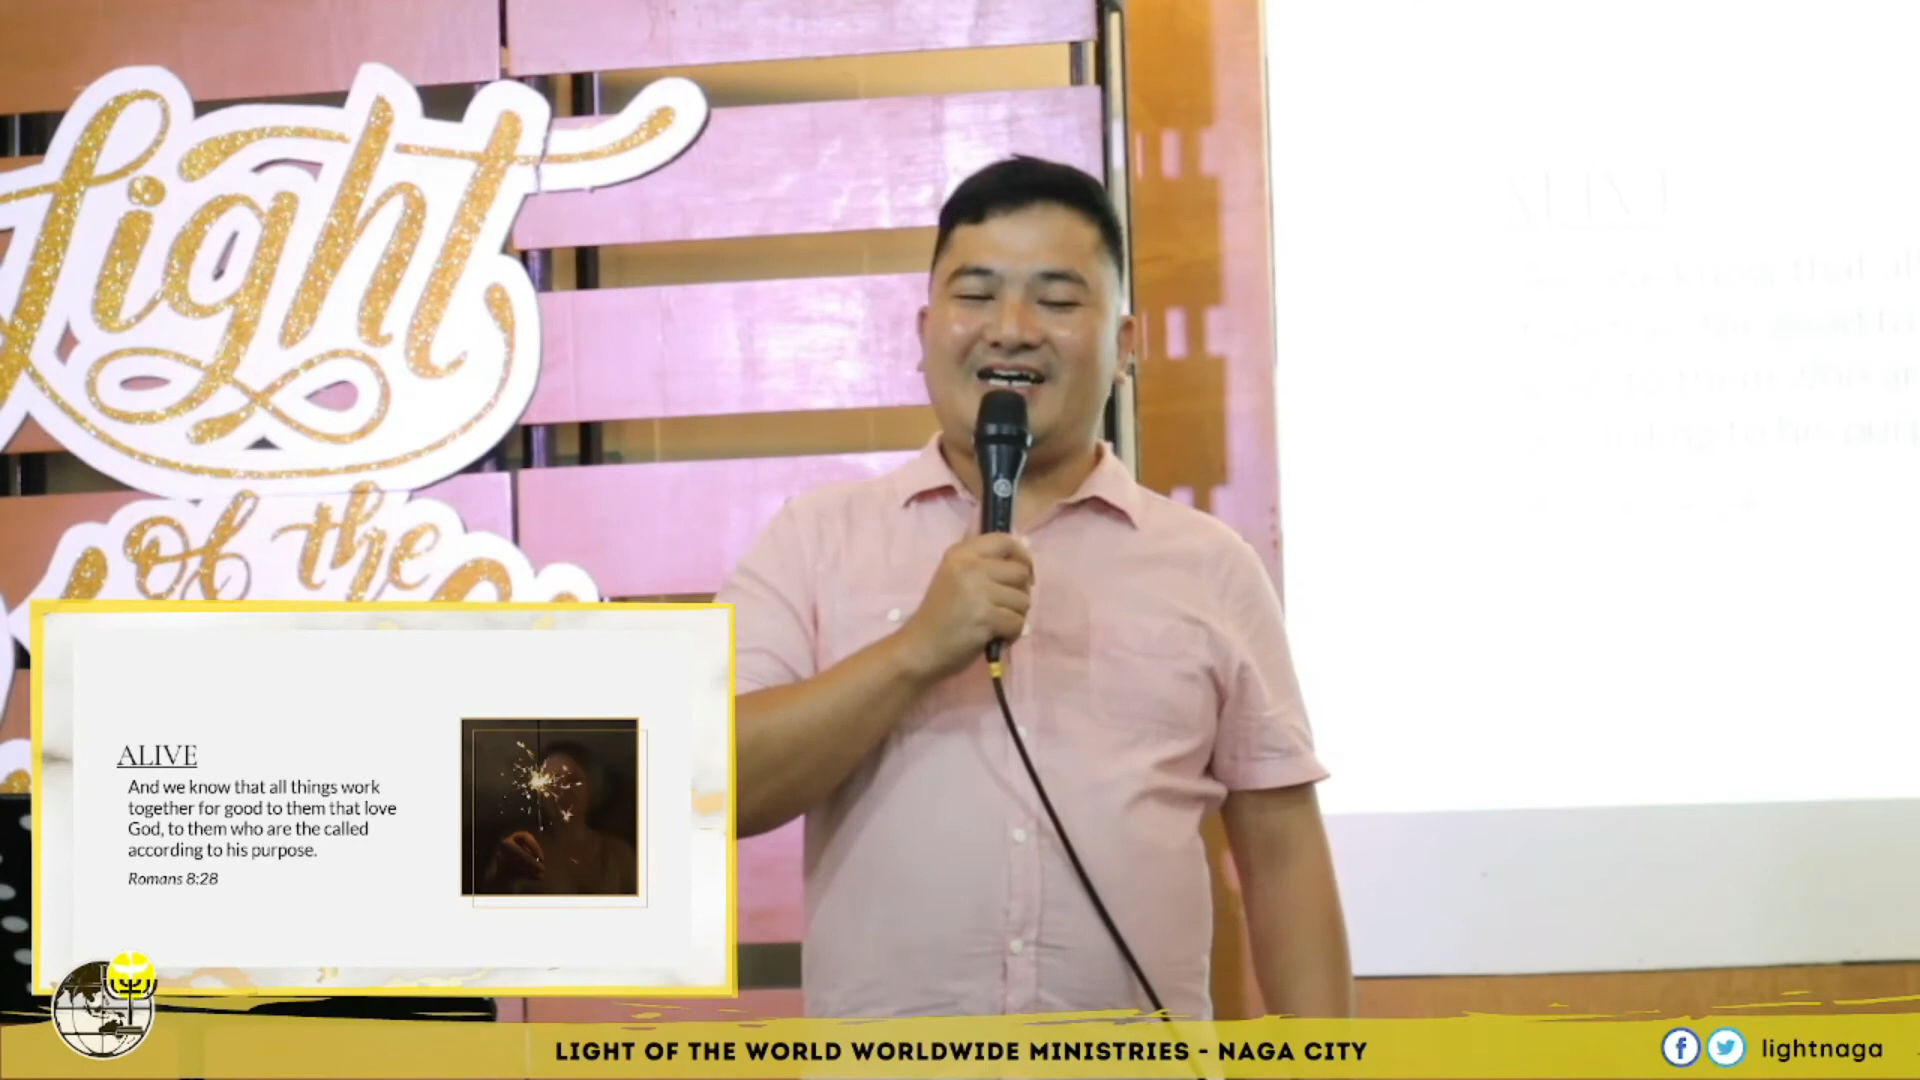 Light
of the
ALIVE
And we know that all things work
together for good to them that love
God, to them who are the called
according to his purpose.
Romans 8:28
LIGHT OF THE WORLD WORLDWIDE MINISTRIES - NAGA CITY
lightnaga